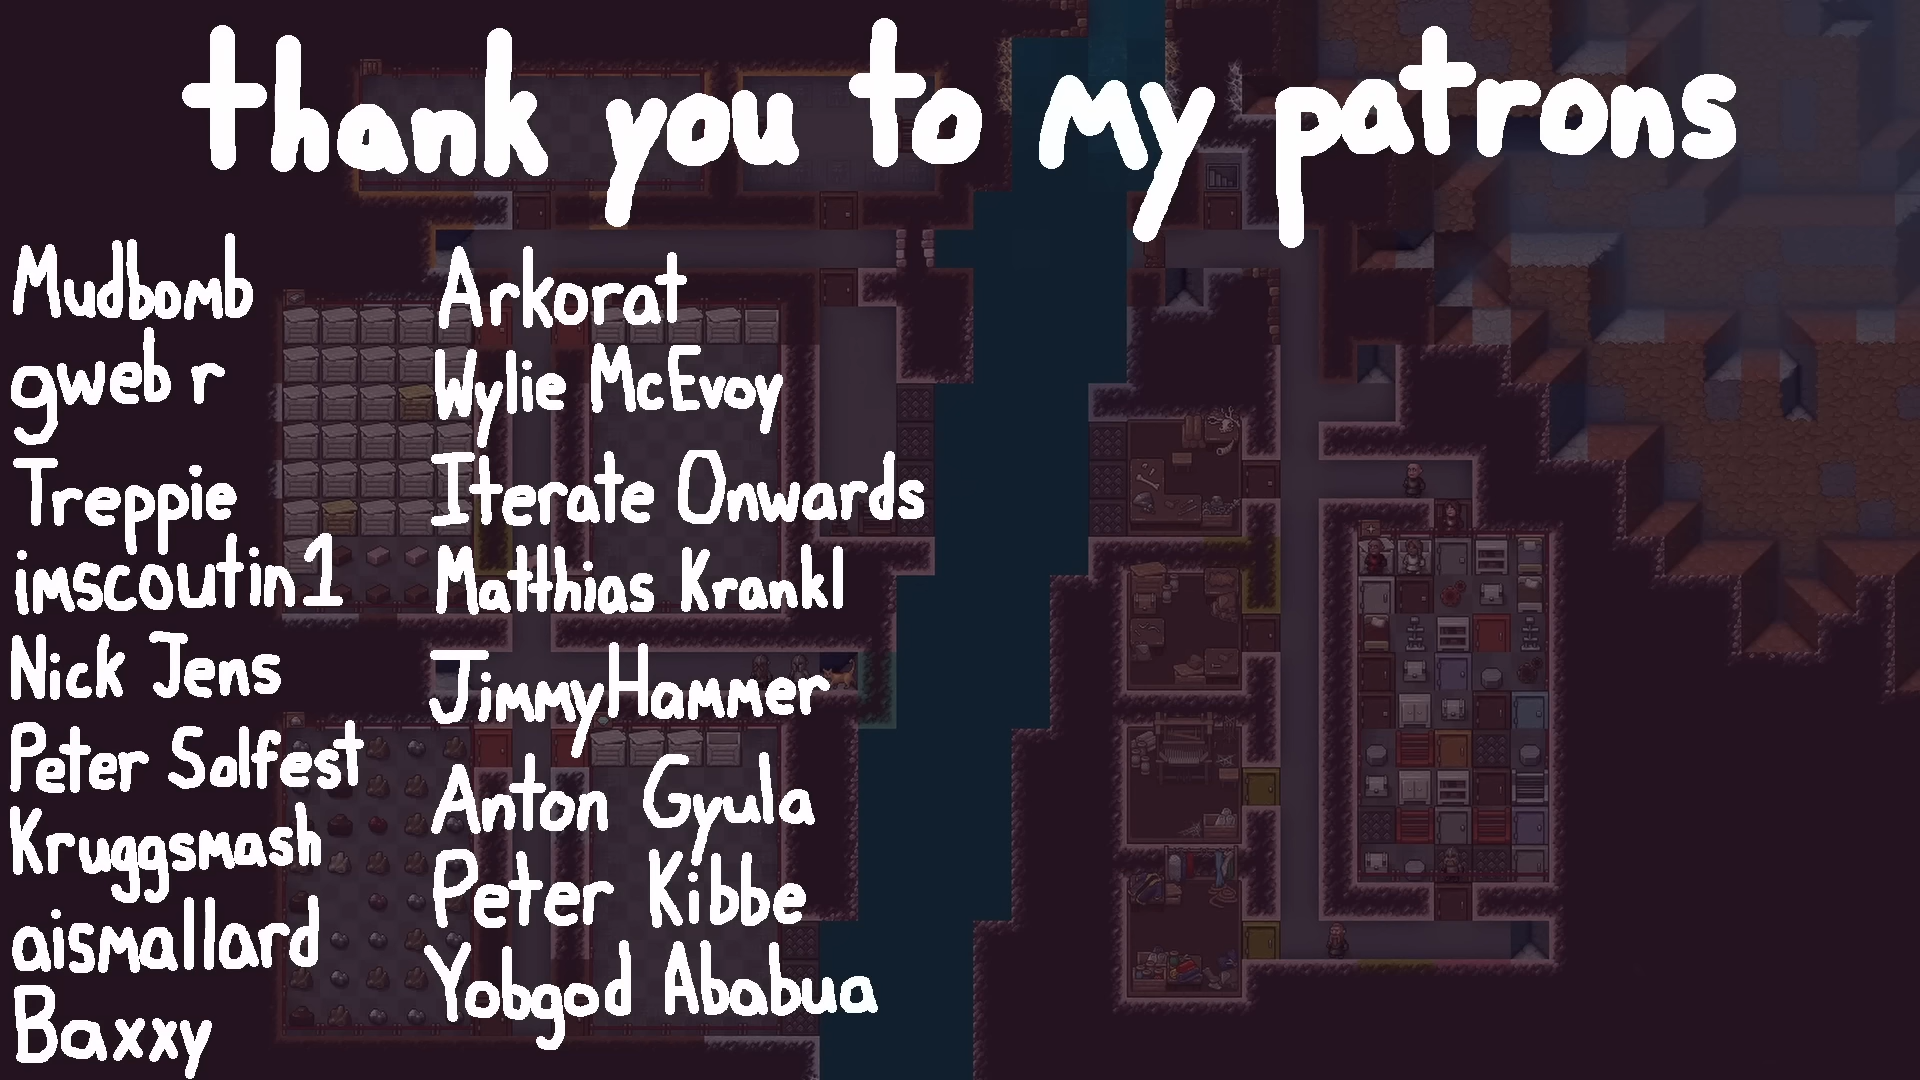 thank you to my patrons
Mudbomb
gweb r
Treppie
imscoutin1
Nick Jens
Peter Solfest
Kruggsmash
aismallard
Baxxy
Arkorat
Wylie McEvoy
Iterate Onwards
Matthias Krankl
JimmyHammer
Anton Gyula
Peter Kibbe
Yobgod Ababua